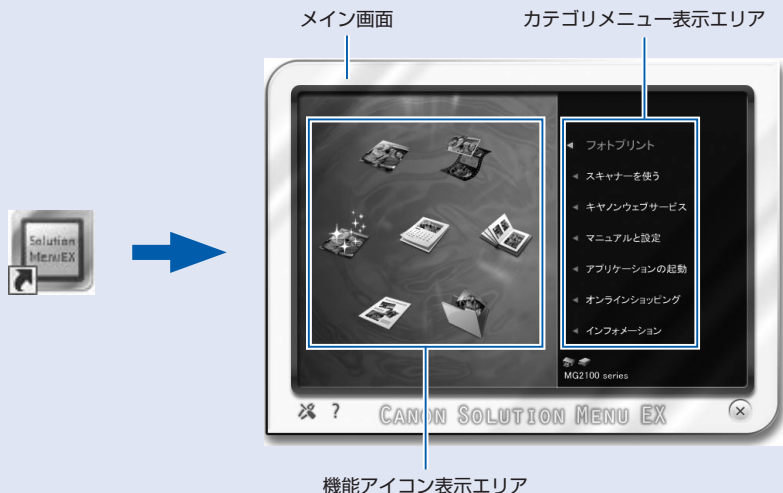 メイン画面
カテゴリメニュー表示エリア
フォトプリント
スキャナーを使う
キヤノンウェブサービス
マニュアルと設定
アプリケーションの起動
オンラインショッピング
インフォメーション
Solution
MenuEX
MG2100 series
?
CANON SOLUTION MENU EX
機能アイコン表示エリア